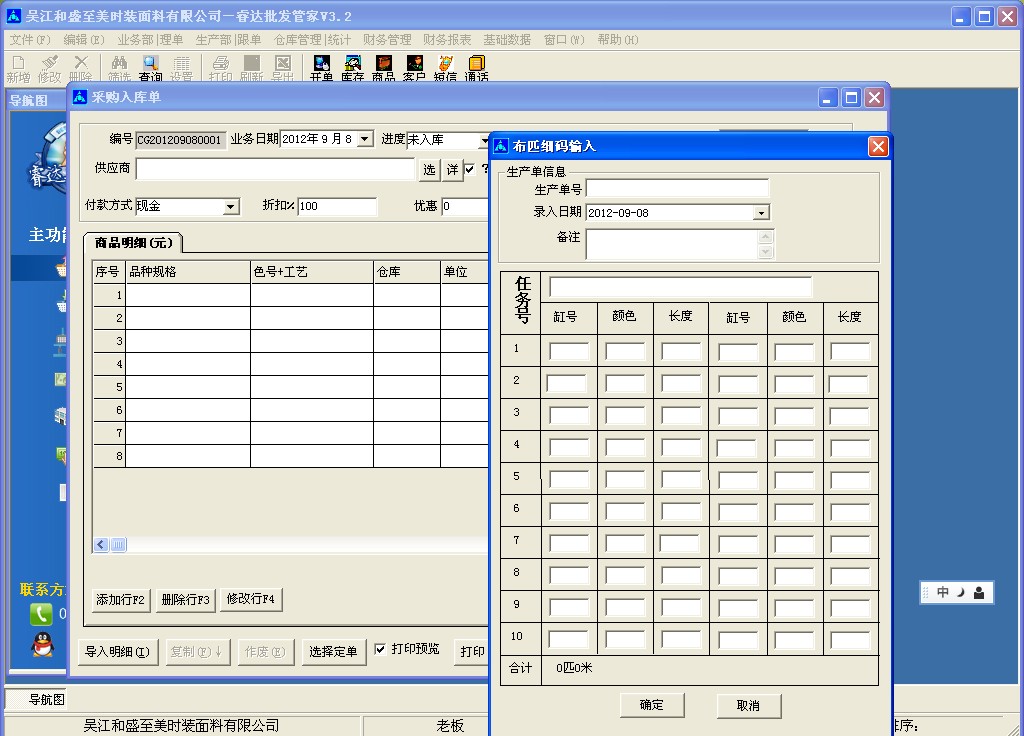 吴江和盛至美时装面料有限公司－睿达批发管家V3.2
文件(F) 编辑(E) 业务部|理单 生产部|跟单 仓库管理|统计 财务管理 财务报表 基础数据 窗口(W) 帮助(H)
新增 修改 删除 筛选 查询 设置 打印 刷新 导出 开单 库存 商品 客户 短信 通话
导航图
采购入库单
睿达
主功能
联系方
0
编号 CG201209080001 业务日期 2012年 9月 8 进度 未入库
供应商 选 详 ?
付款方式 现金 折扣% 100 优惠 0
商品明细(元)
序号 品种规格 色号+工艺 仓库 单位
1
2
3
4
5
6
7
8
添加行F2 删除行F3 修改行F4
导入明细(I) 复制(F)↓ 作废(E) 选择定单 打印预览 打印
布匹细码输入
生产单信息
生产单号
录入日期 2012-09-08
备注
任务号
缸号 颜色 长度 缸号 颜色 长度
1
2
3
4
5
6
7
8
9
10
合计 0匹0米
确定 取消
中
导航图
吴江和盛至美时装面料有限公司 老板 排序: